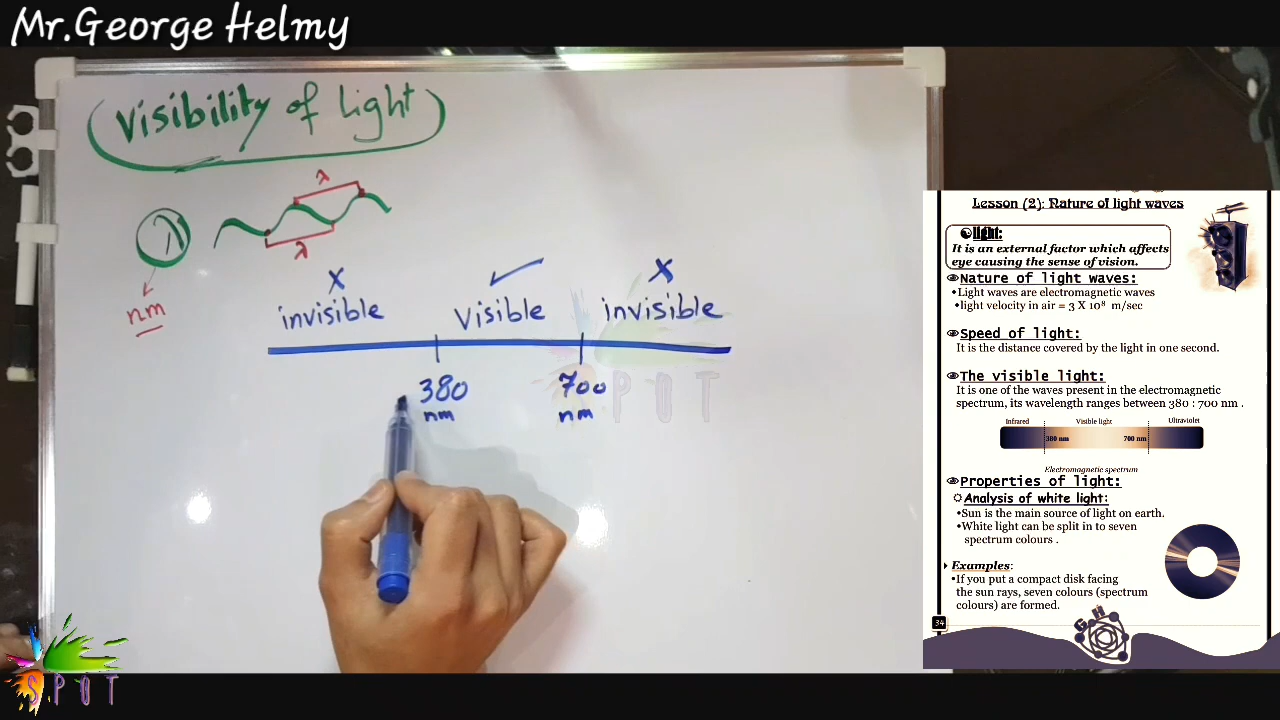 Mr.George Helmy
Visibility of light
λ
λ
λ
nm
x
✓
x
invisible
visible
invisible
380
nm
700
nm
SPOT
SPOT
Lesson (2): Nature of light waves
light:
It is an external factor which affects
eye causing the sense of vision.
Nature of light waves:
•Light waves are electromagnetic waves
•light velocity in air = 3 X 10⁸ m/sec
Speed of light:
It is the distance covered by the light in one second.
The visible light:
It is one of the waves present in the electromagnetic
spectrum, its wavelength ranges between 380 : 700 nm .
Infrared Visible light Ultraviolet
380 nm 700 nm
Electromagnetic spectrum
Properties of light:
Analysis of white light:
•Sun is the main source of light on earth.
•White light can be split in to seven
spectrum colours .
Examples:
•If you put a compact disk facing
the sun rays, seven colours (spectrum
colours) are formed.
34
GH